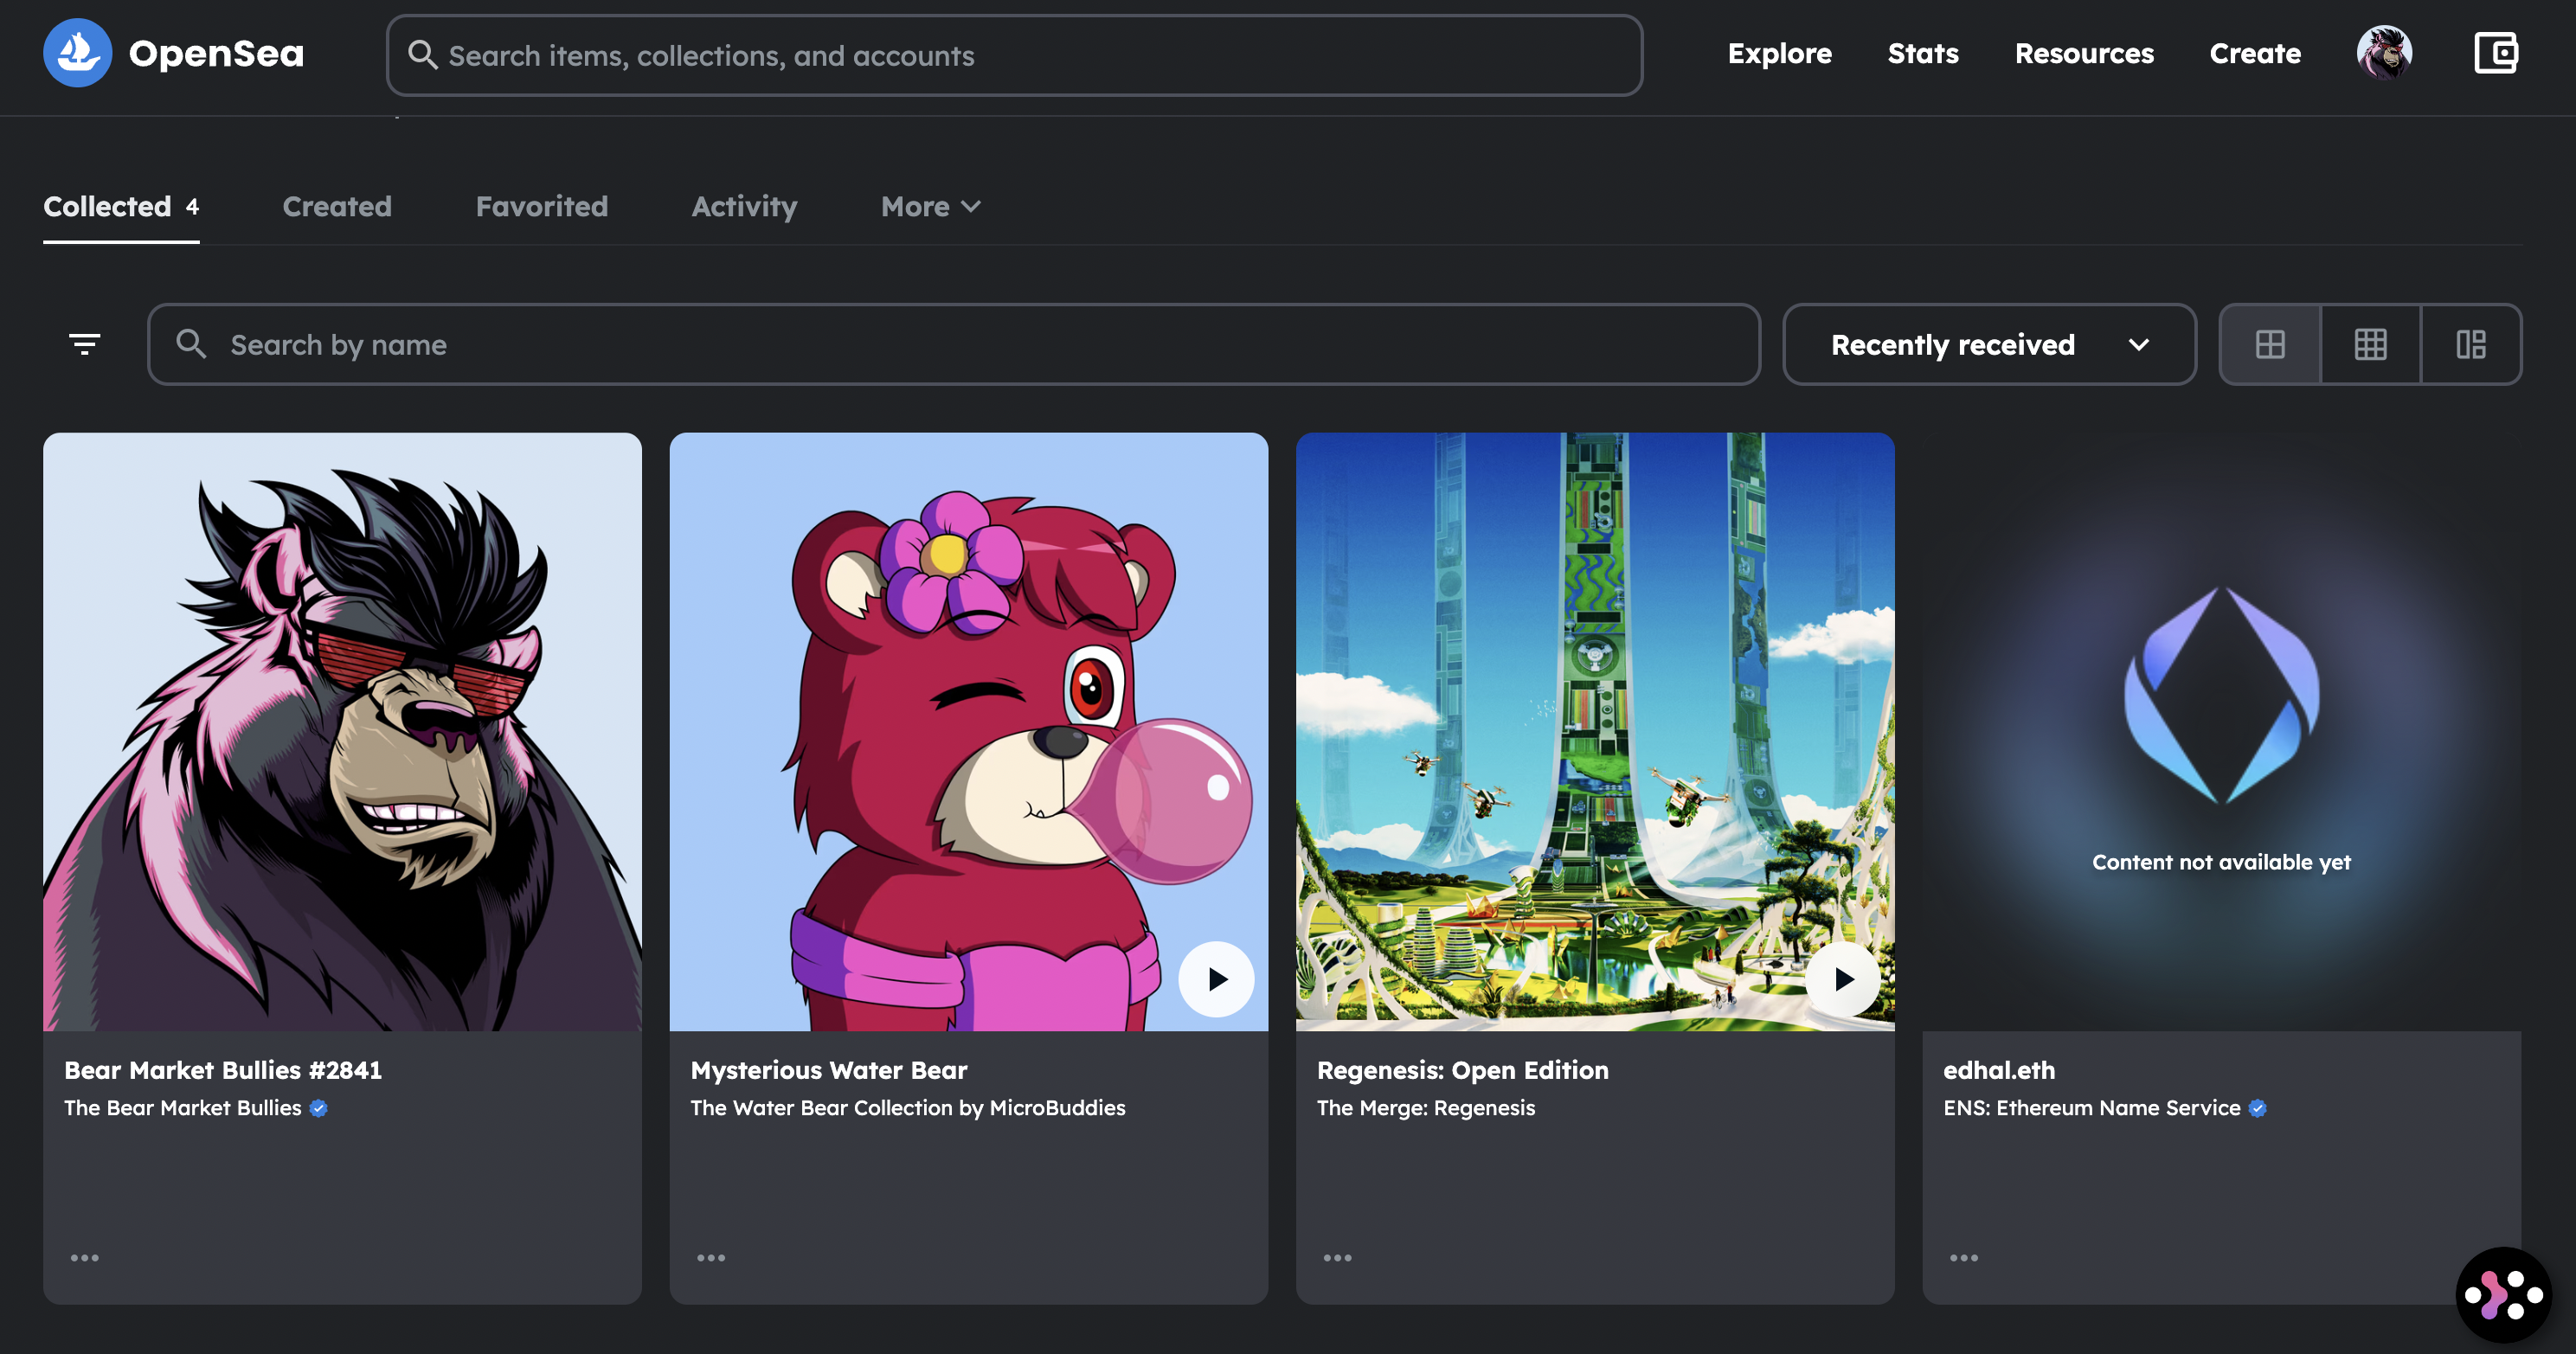 OpenSea
Search items, collections, and accounts
Explore
Stats
Resources
Create
Collected 4
Created
Favorited
Activity
More
Search by name
Recently received
Content not available yet
Bear Market Bullies #2841
The Bear Market Bullies
Mysterious Water Bear
The Water Bear Collection by MicroBuddies
Regenesis: Open Edition
The Merge: Regenesis
edhal.eth
ENS: Ethereum Name Service